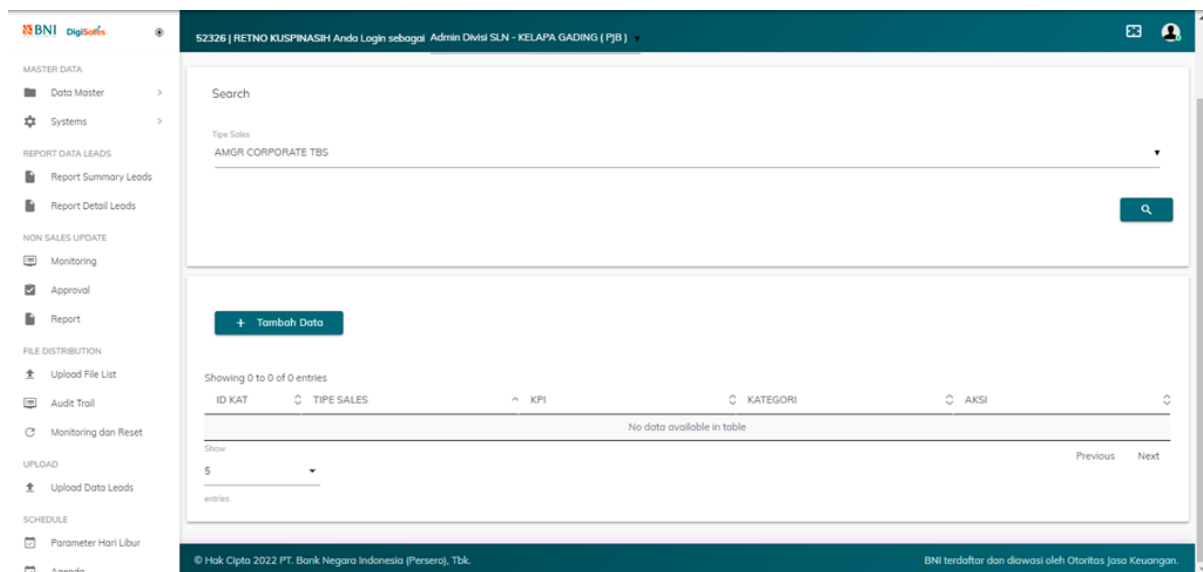 BNI DigiSales
52326 | RETNO KUSPINASIH Anda Login sebagai Admin Divisi SLN - KELAPA GADING ( PJB )
MASTER DATA
Data Master
Systems
REPORT DATA LEADS
Report Summary Leads
Report Detail Leads
NON SALES UPDATE
Monitoring
Approval
Report
FILE DISTRIBUTION
Upload File List
Audit Trail
Monitoring dan Reset
UPLOAD
Upload Data Leads
SCHEDULE
Parameter Hari Libur
Agenda
Search
Tipe Sales
AMGR CORPORATE TBS
+ Tambah Data
Showing 0 to 0 of 0 entries
ID KAT TIPE SALES KPI KATEGORI AKSI
No data available in table
Show
5
entries
Previous Next
© Hak Cipta 2022 PT. Bank Negara Indonesia (Persero), Tbk.
BNI terdaftar dan diawasi oleh Otoritas Jasa Keuangan.